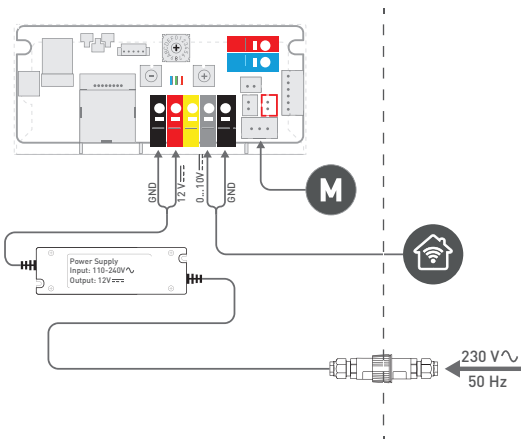 GND
12 V
0...10V
GND
M
Power Supply
Input: 110-240V
Output: 12V
230 V
50 Hz